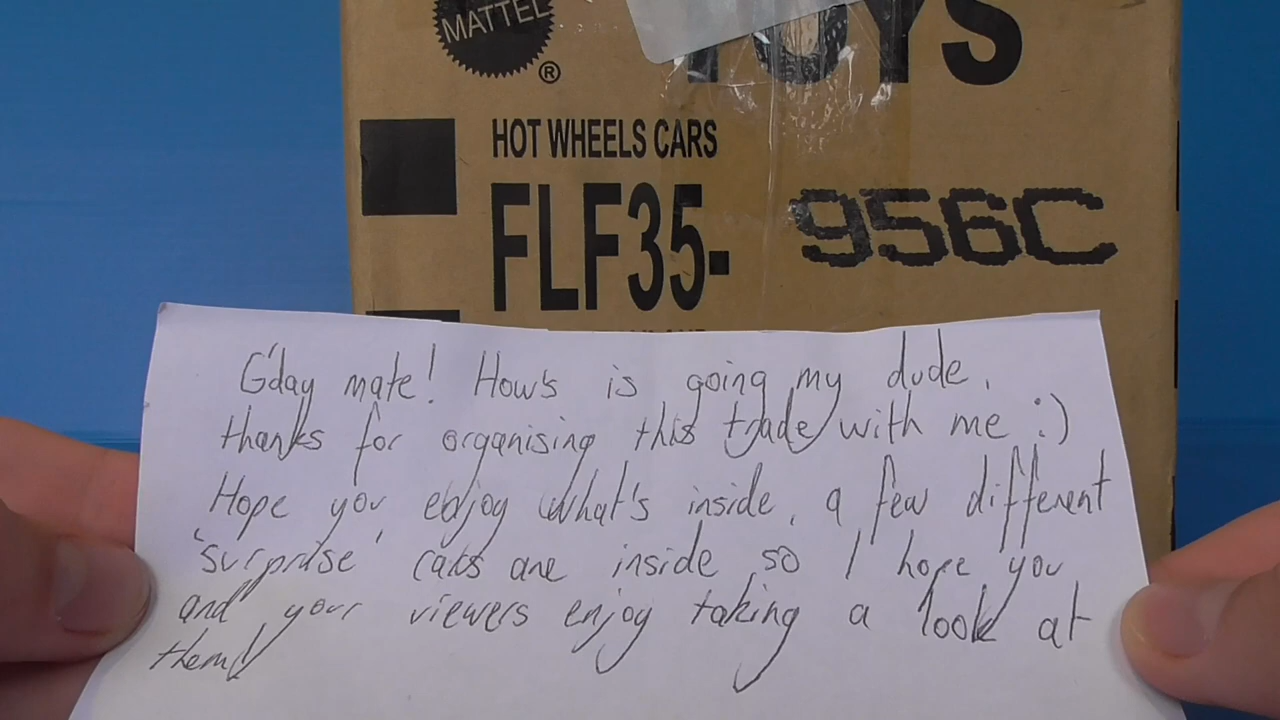 MATTEL
®
TOYS
HOT WHEELS CARS
FLF35- 956C
G'day mate! How's is going my dude,
thanks for organising this trade with me :)
Hope you enjoy what's inside, a few different
'surprise' cars are inside so I hope you
and your viewers enjoy taking a look at
them!